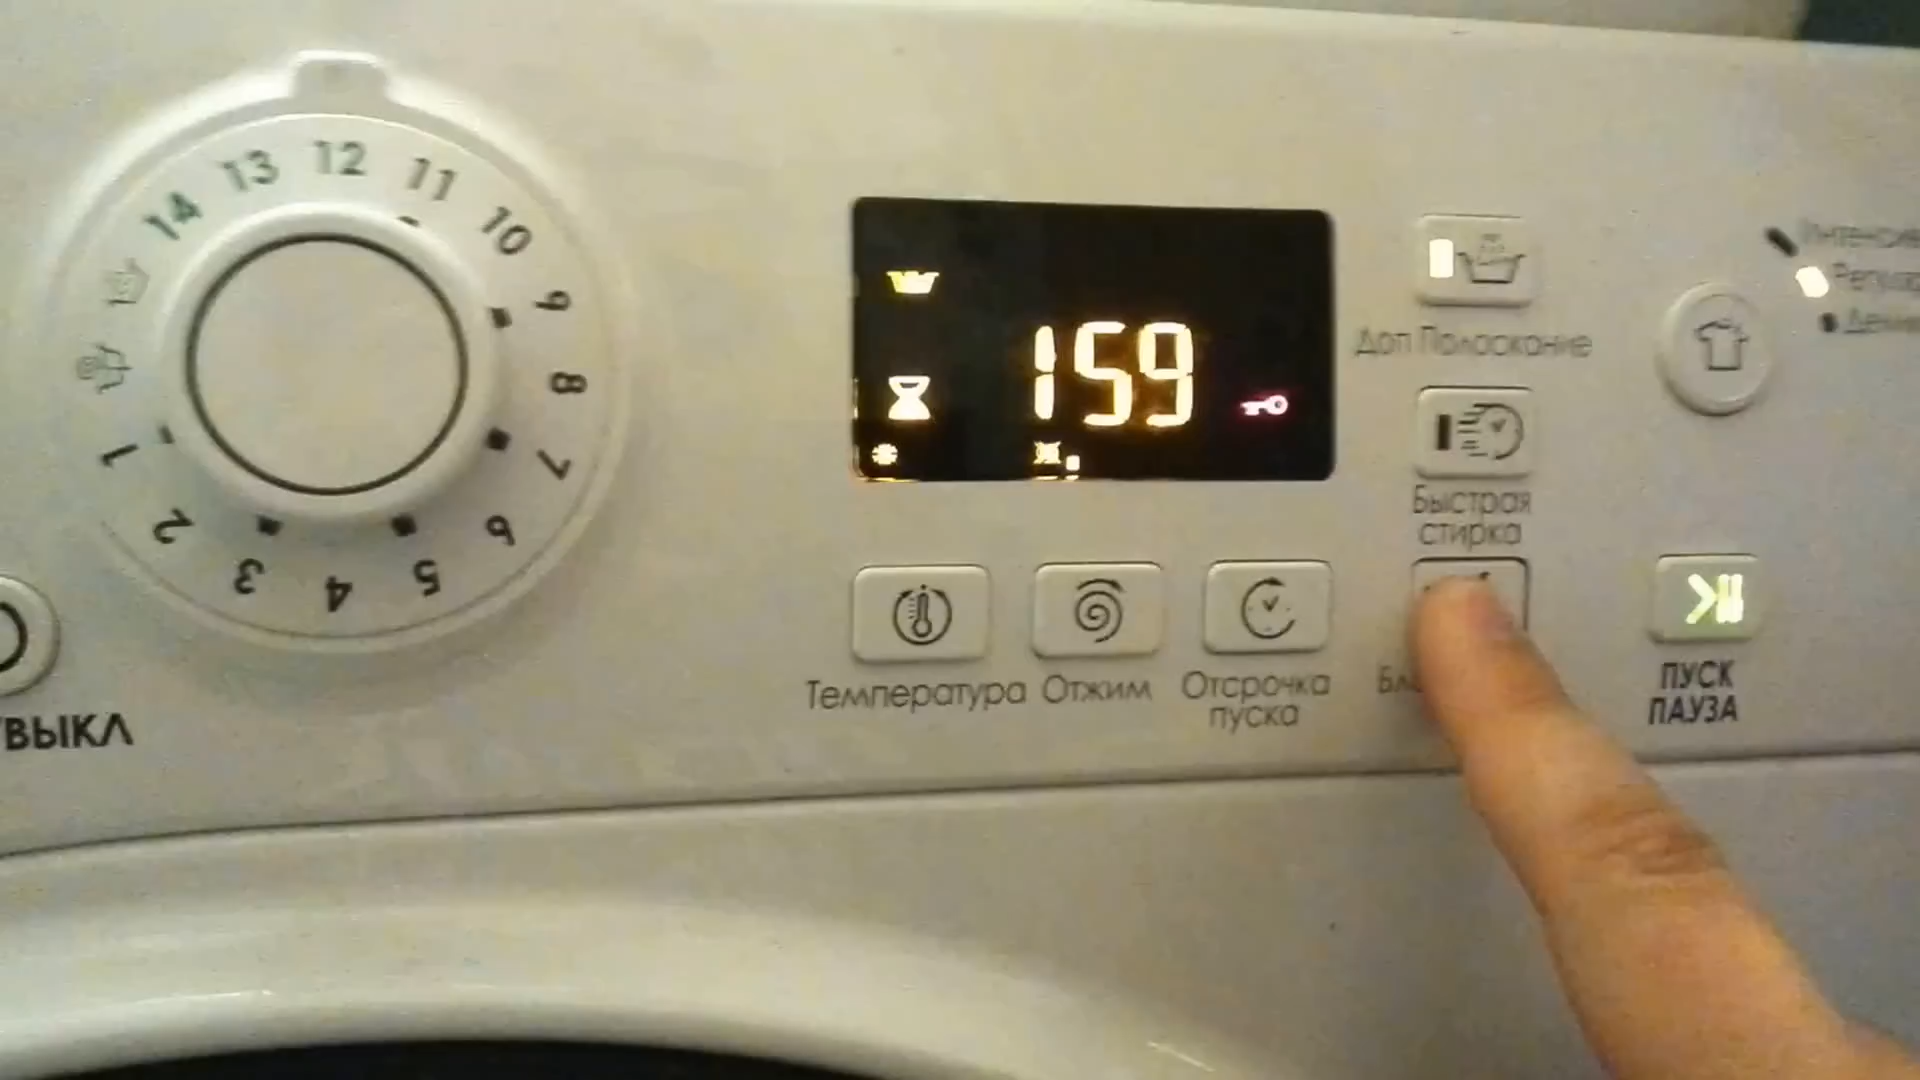 14 13 12 11 10
9
8
7
6
5
4
3
2
1
159
Доп Полоскание
Быстрая
стирка
Температура
Отжим
Отсрочка
пуска
ПУСК
ПАУЗА
ВЫКЛ